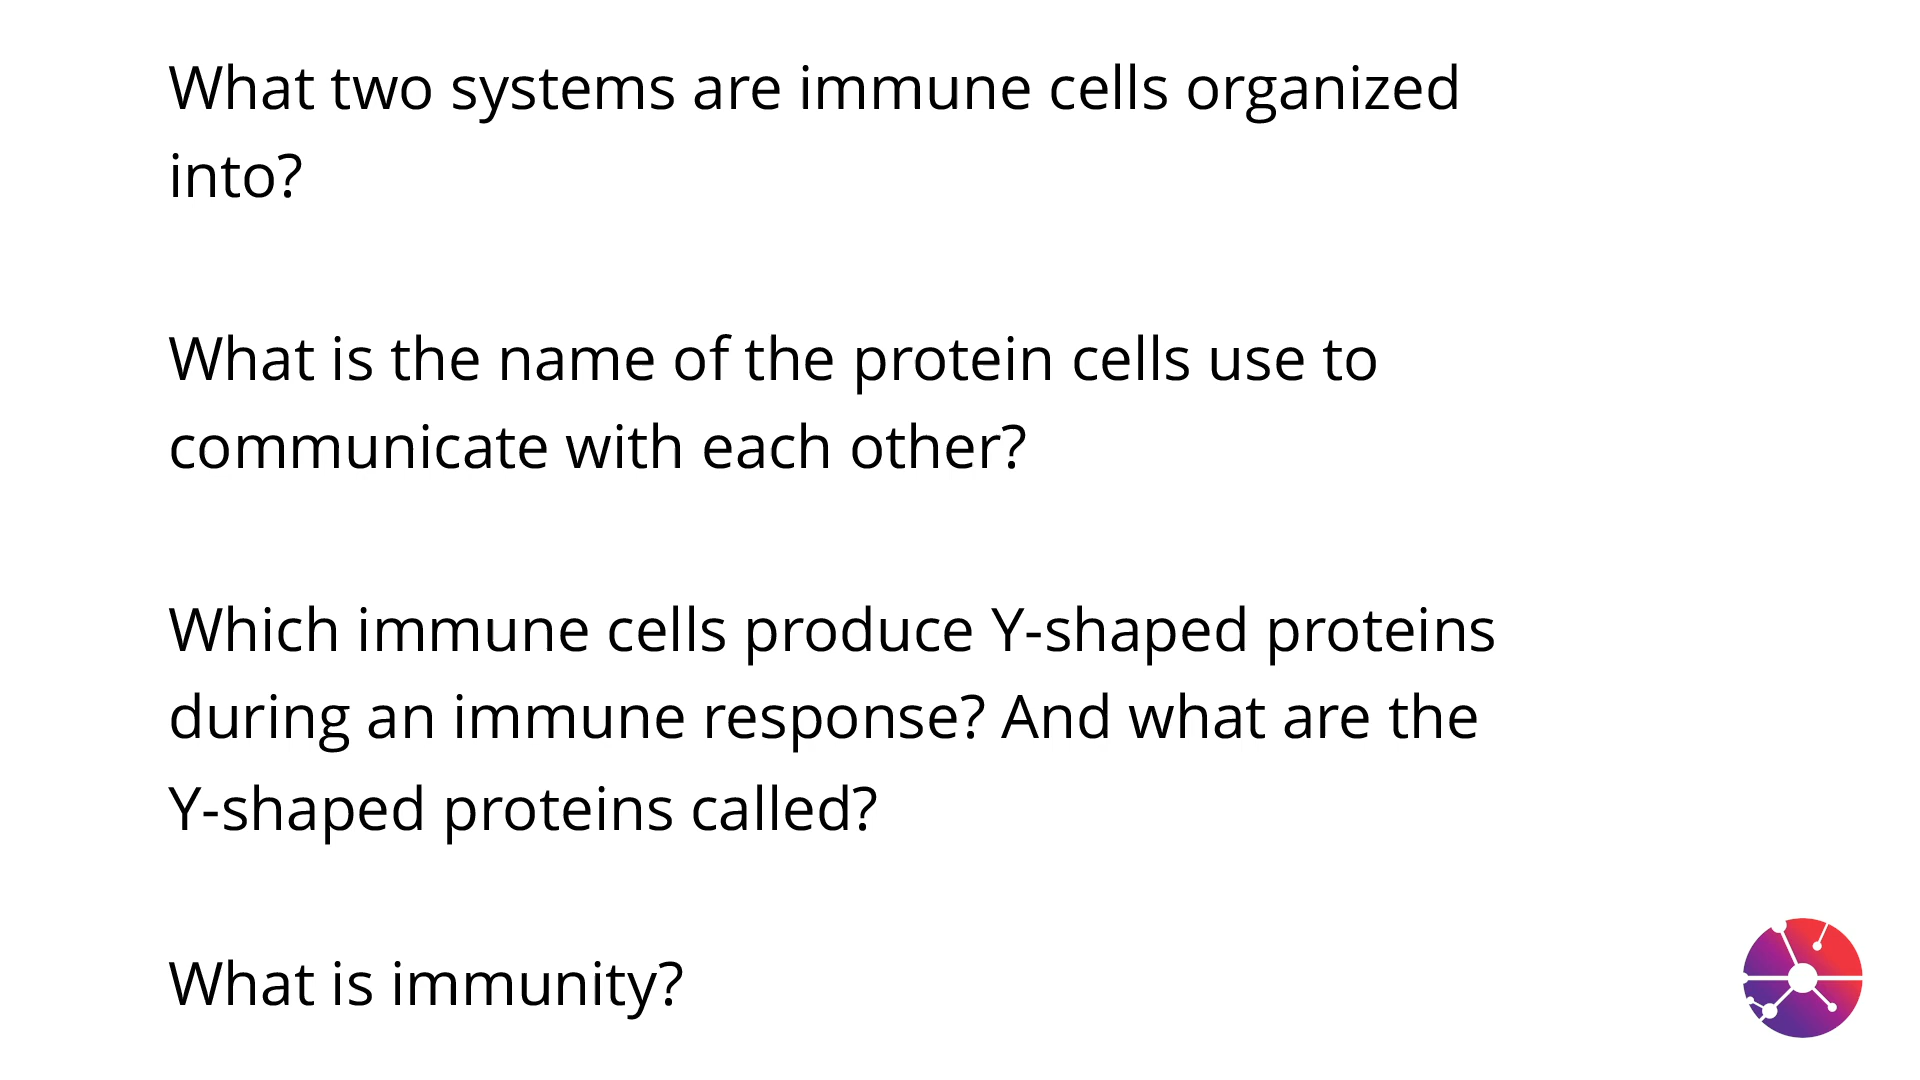 What two systems are immune cells organized
into?
What is the name of the protein cells use to
communicate with each other?
Which immune cells produce Y-shaped proteins
during an immune response? And what are the
Y-shaped proteins called?
What is immunity?